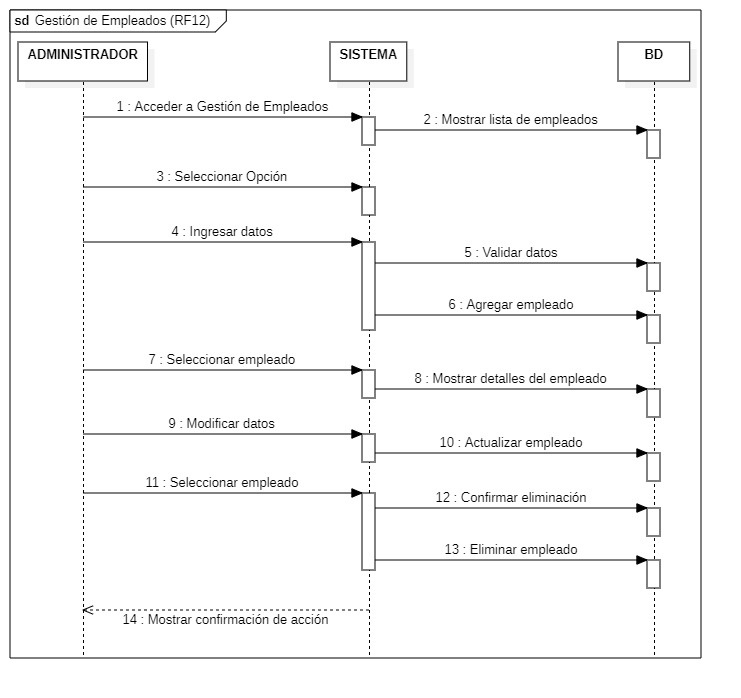 sd Gestión de Empleados (RF12)
ADMINISTRADOR
SISTEMA
BD
1 : Acceder a Gestión de Empleados
2 : Mostrar lista de empleados
3 : Seleccionar Opción
4 : Ingresar datos
5 : Validar datos
6 : Agregar empleado
7 : Seleccionar empleado
8 : Mostrar detalles del empleado
9 : Modificar datos
10 : Actualizar empleado
11 : Seleccionar empleado
12 : Confirmar eliminación
13 : Eliminar empleado
14 : Mostrar confirmación de acción